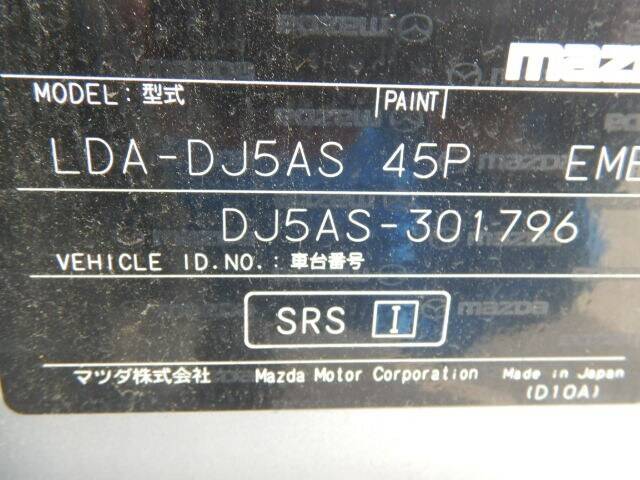 mazda
MODEL: 型式 PAINT
LDA-DJ5AS 45P EME
DJ5AS-301796
VEHICLE ID.NO.: 車台番号
SRS I
mazda
マツダ株式会社 Mazda Motor Corporation Made in Japan
(D10A)